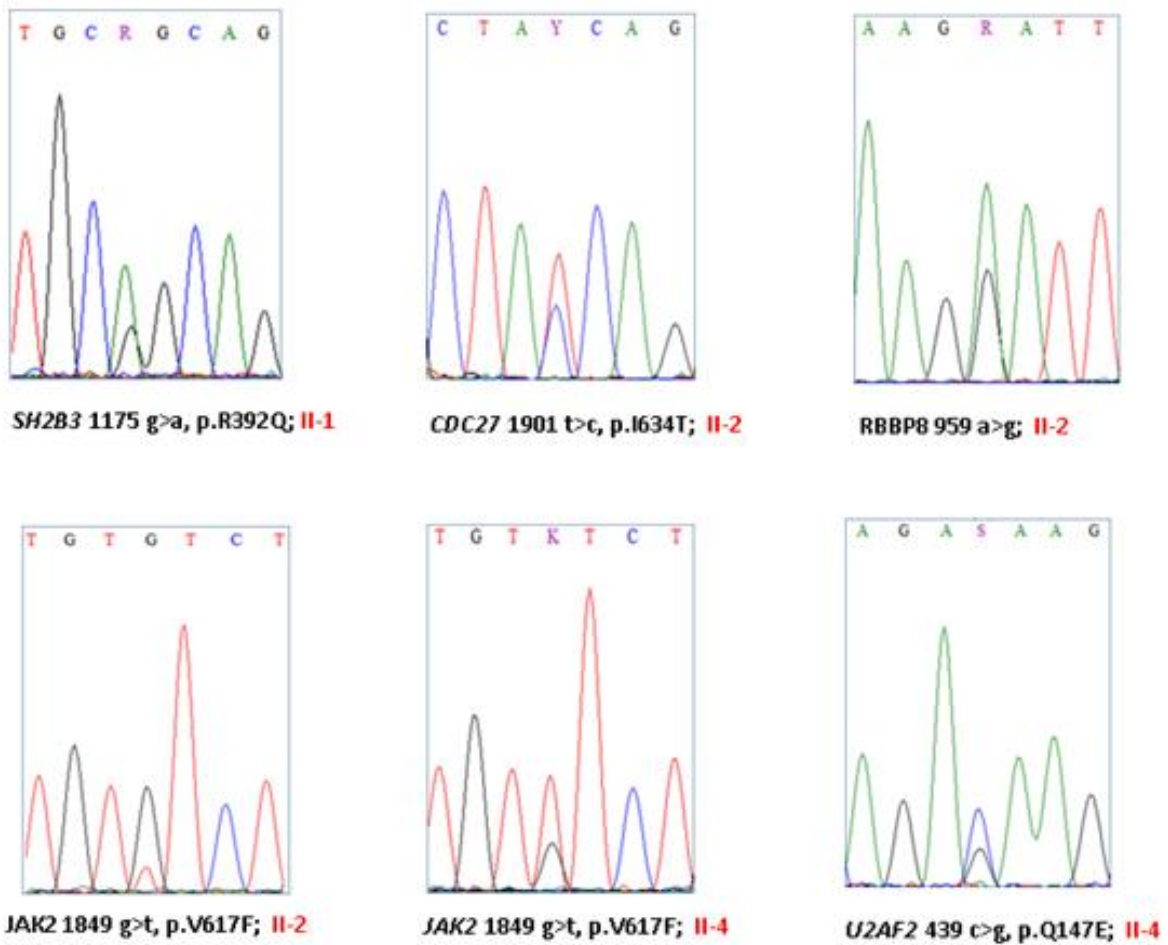 T G C R G C A G
C T A Y C A G
A A G R A T T
SH2B3 1175 g>a, p.R392Q; II-1
CDC27 1901 t>c, p.I634T; II-2
RBBP8 959 a>g; II-2
T G T G T C T
T G T K T C T
A G A S A A G
JAK2 1849 g>t, p.V617F; II-2
JAK2 1849 g>t, p.V617F; II-4
U2AF2 439 c>g, p.Q147E; II-4